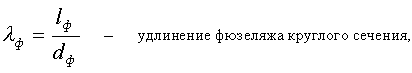 λ_ф = l_ф / d_ф – удлинение фюзеляжа круглого сечения,